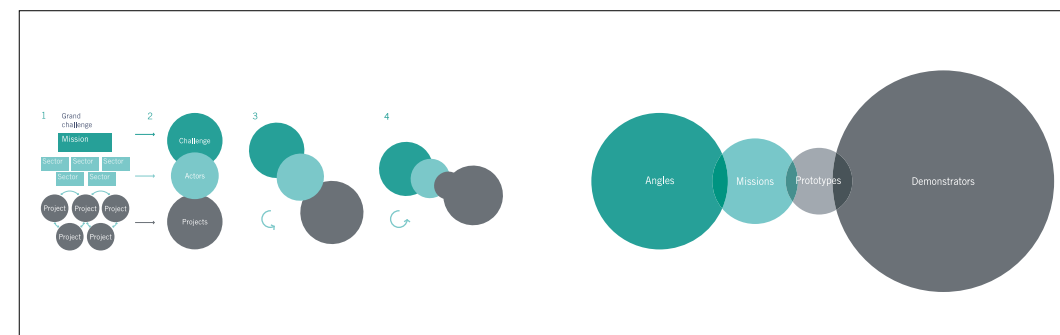 1
Grand
challenge
Mission
Sector Sector Sector
Sector Sector
Project Project Project
Project Project
2
Challenge
Actors
Projects
3
4
Angles
Missions
Prototypes
Demonstrators